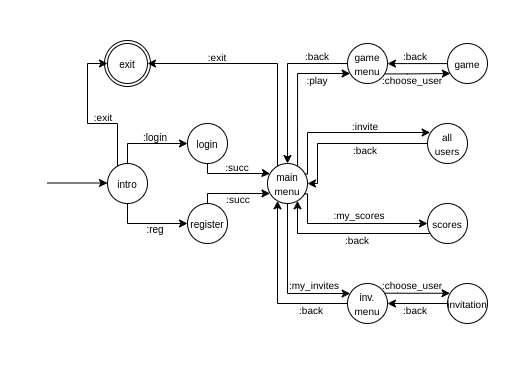 :exit
:back
:back
exit
game
menu
game
:play
:choose_user
:exit
:login
:invite
login
all
users
:back
:succ
intro
main
menu
:succ
:my_scores
:reg
register
scores
:back
:my_invites
:choose_user
inv.
menu
invitation
:back
:back